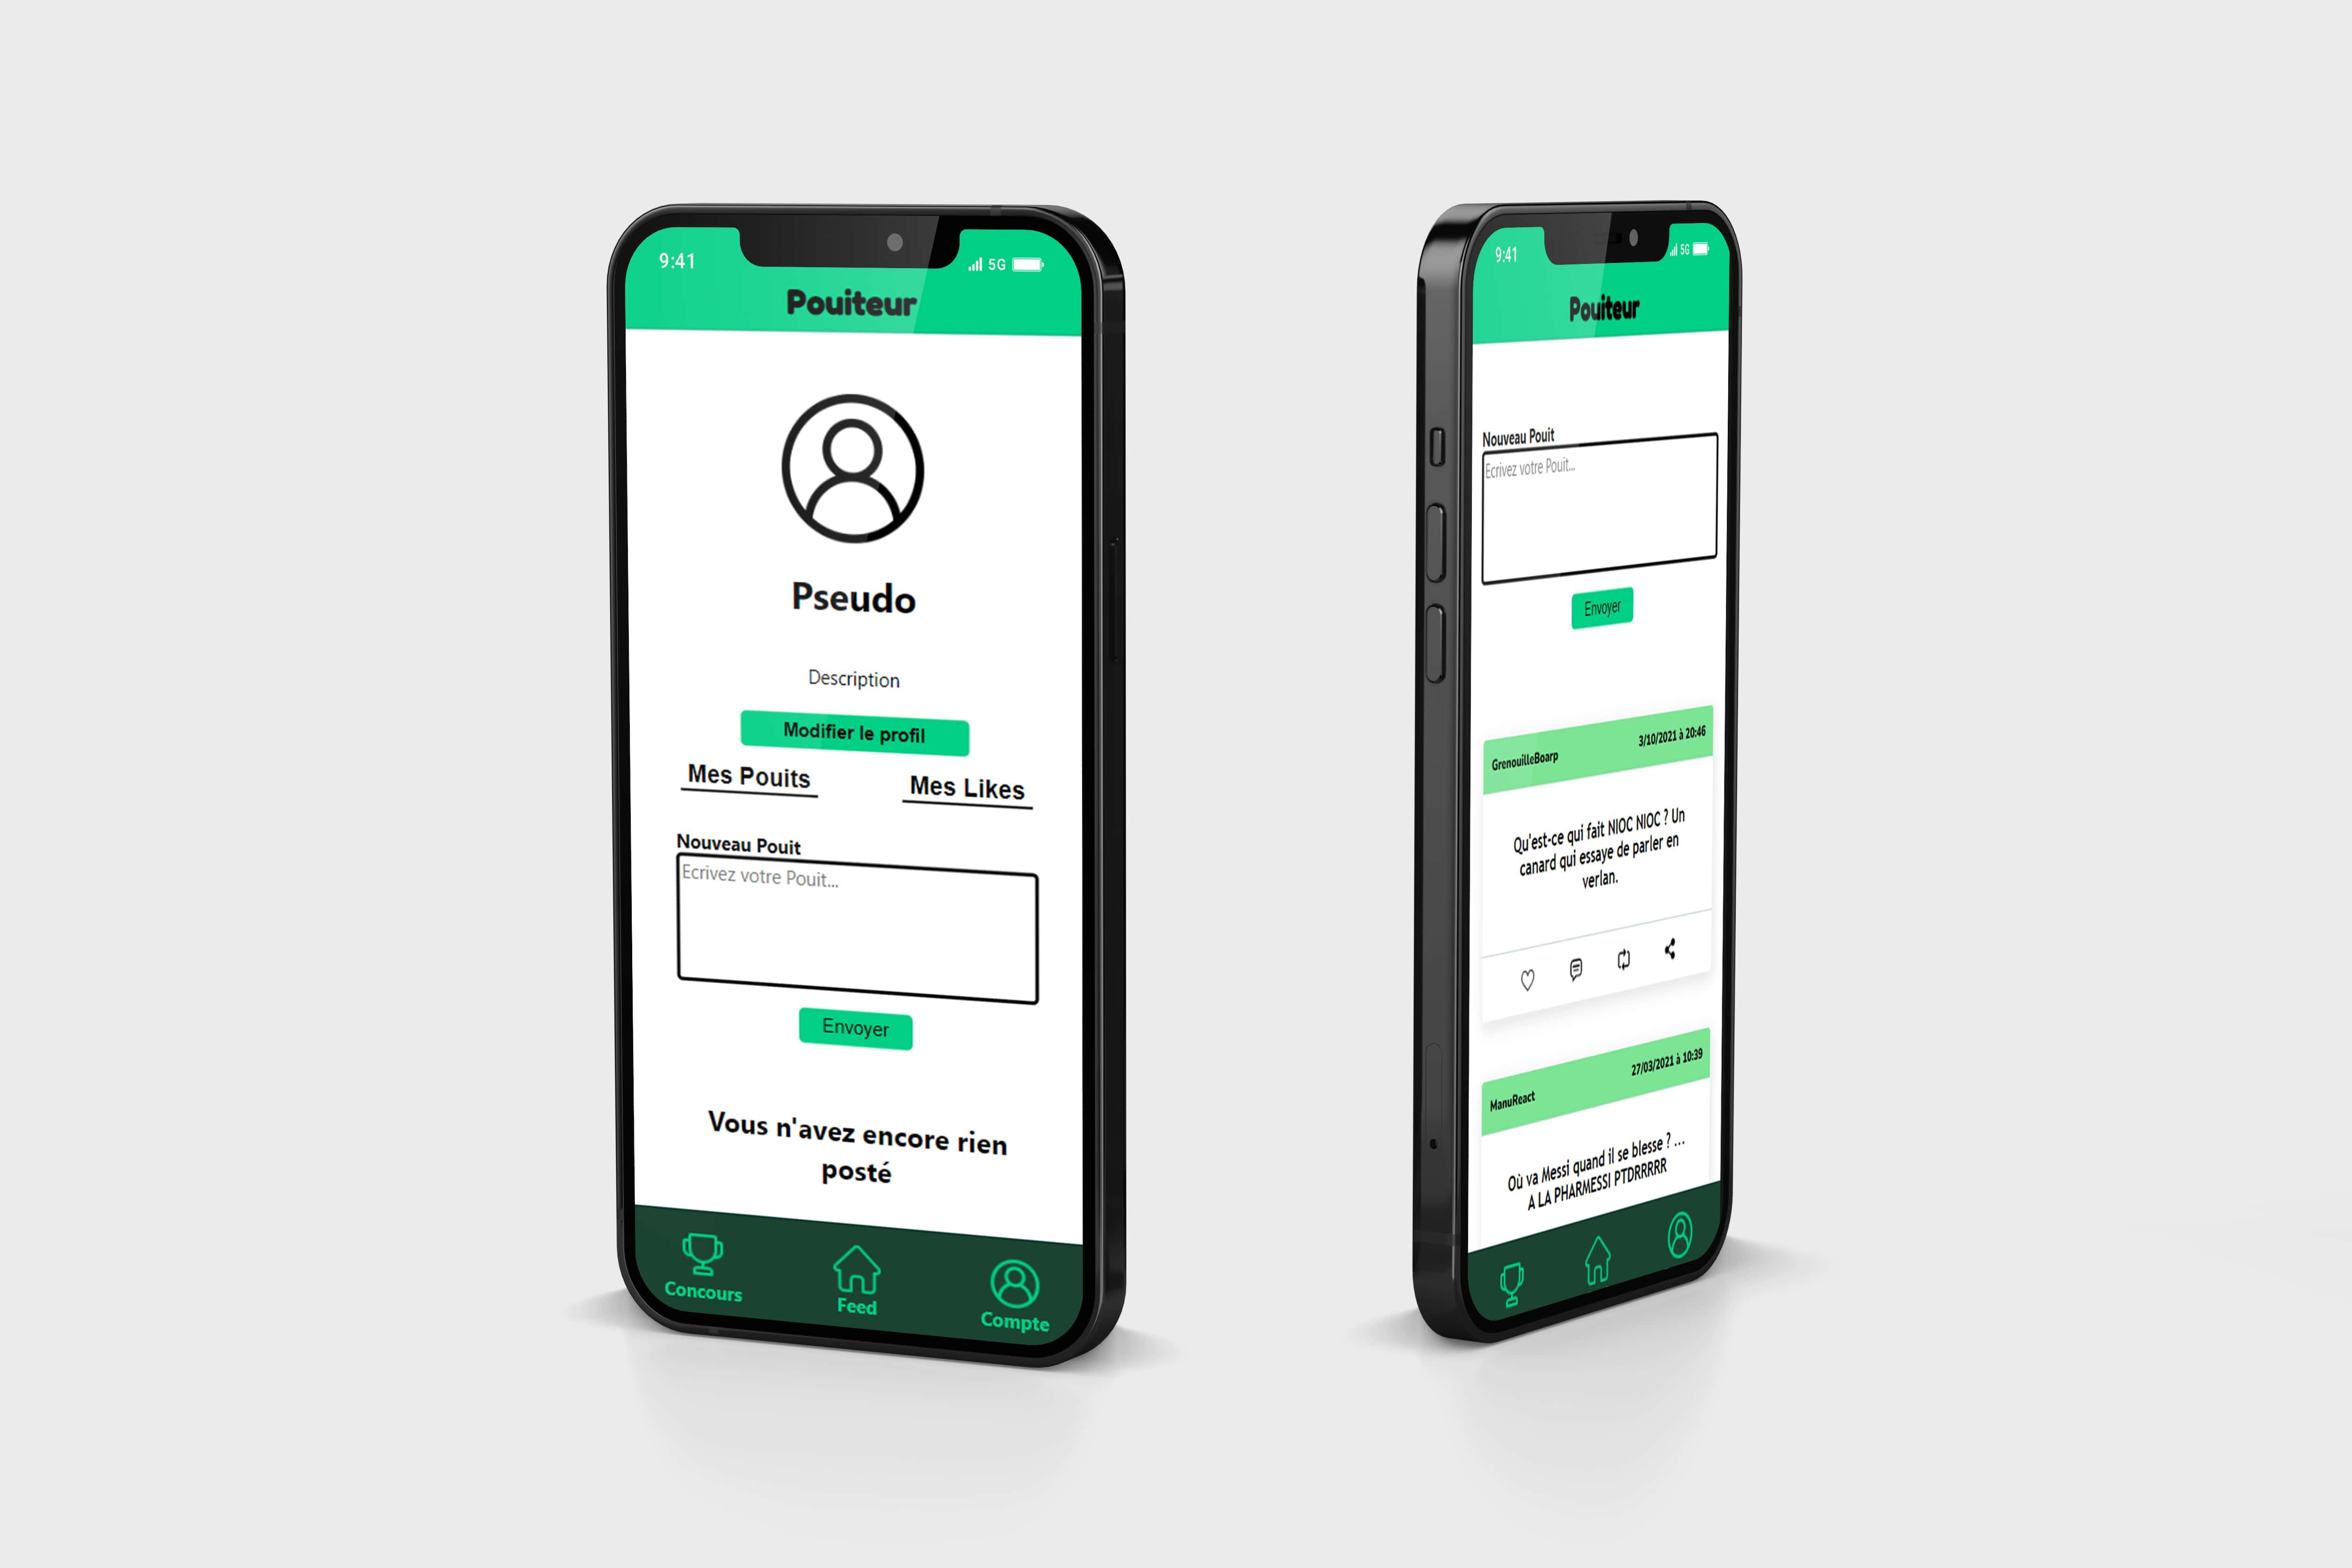 9:41
5G
Pouiteur
Pseudo
Description
Modifier le profil
Mes Pouits
Mes Likes
Nouveau Pouit
Ecrivez votre Pouit...
Envoyer
Vous n'avez encore rien
posté
Concours
Feed
Compte
9:41
5G
Pouiteur
Nouveau Pouit
Ecrivez votre Pouit...
Envoyer
GrenouilleBoarp
3/10/2021 à 20:46
Qu'est-ce qui fait NIOC NIOC ? Un
canard qui essaye de parler en
verlan.
ManuReact
27/03/2021 à 10:39
Où va Messi quand il se blesse ? ...
A LA PHARMESSI PTDRRRRR